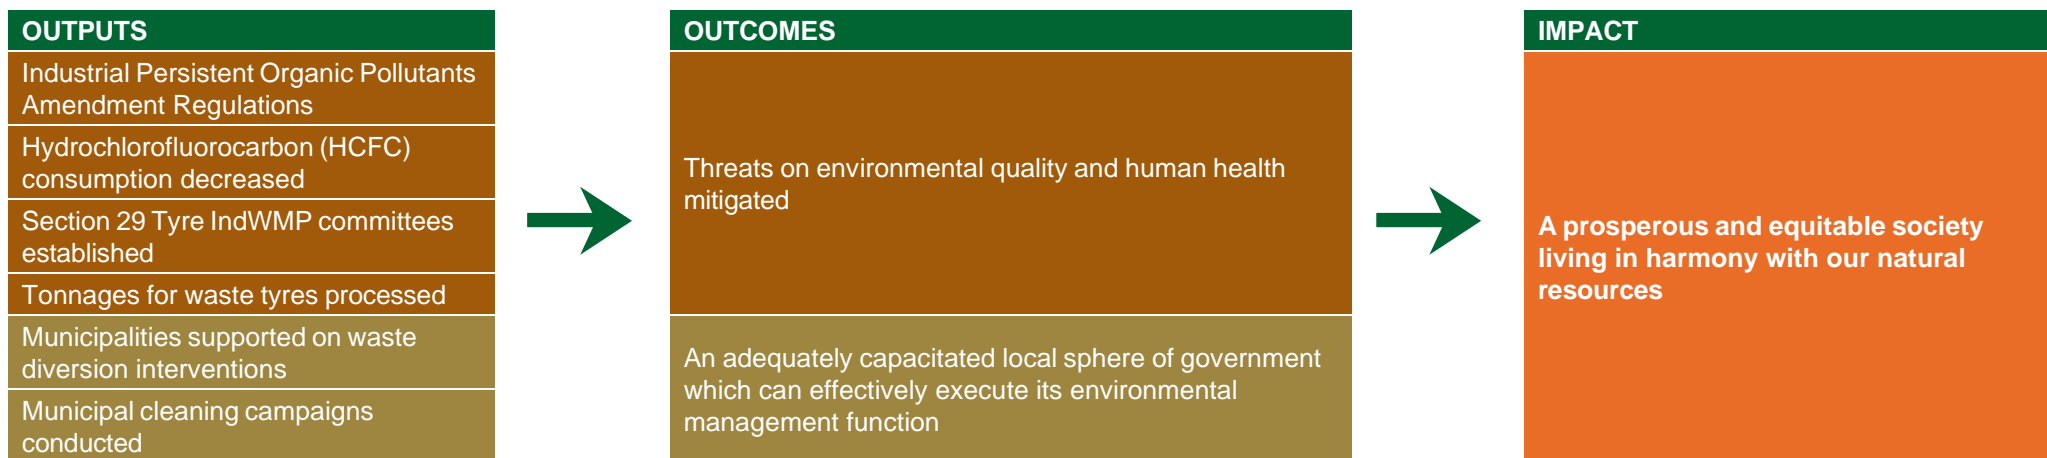 OUTPUTS
Industrial Persistent Organic Pollutants
Amendment Regulations
Hydrochlorofluorocarbon (HCFC)
consumption decreased
Section 29 Tyre IndWMP committees
established
Tonnages for waste tyres processed
Municipalities supported on waste
diversion interventions
Municipal cleaning campaigns
conducted
OUTCOMES
Threats on environmental quality and human health
mitigated
An adequately capacitated local sphere of government
which can effectively execute its environmental
management function
IMPACT
A prosperous and equitable society
living in harmony with our natural
resources